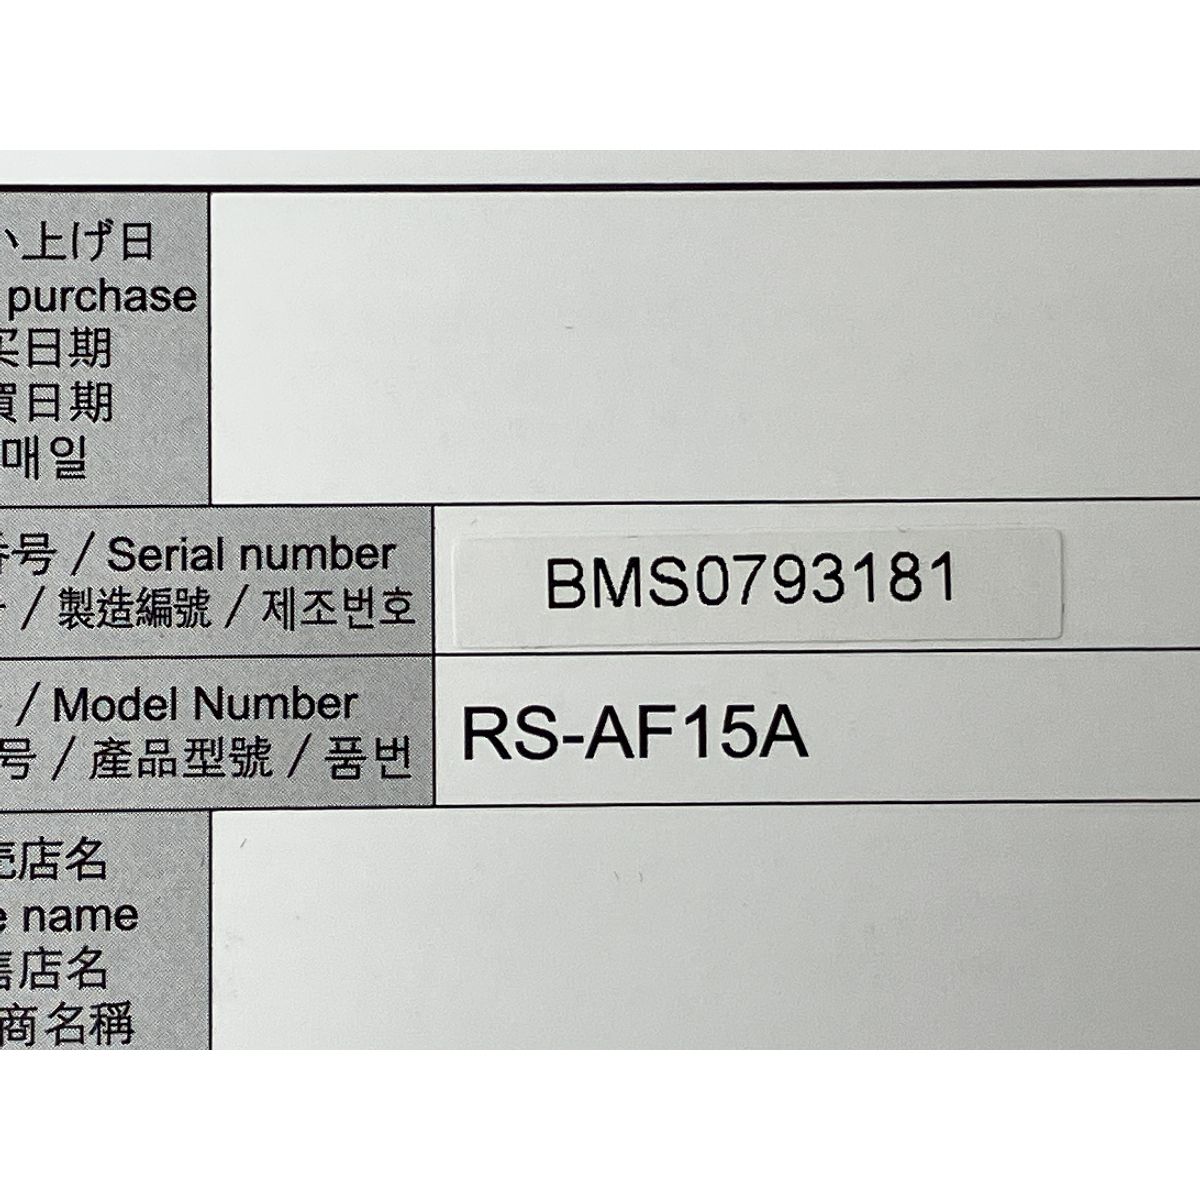 い上げ日
purchase
买日期
買日期
매일
番号 / Serial number
BMS0793181
/ 製造編號 / 제조번호
/ Model Number
RS-AF15A
号 / 產品型號 / 품번
売店名
name
售店名
商名稱